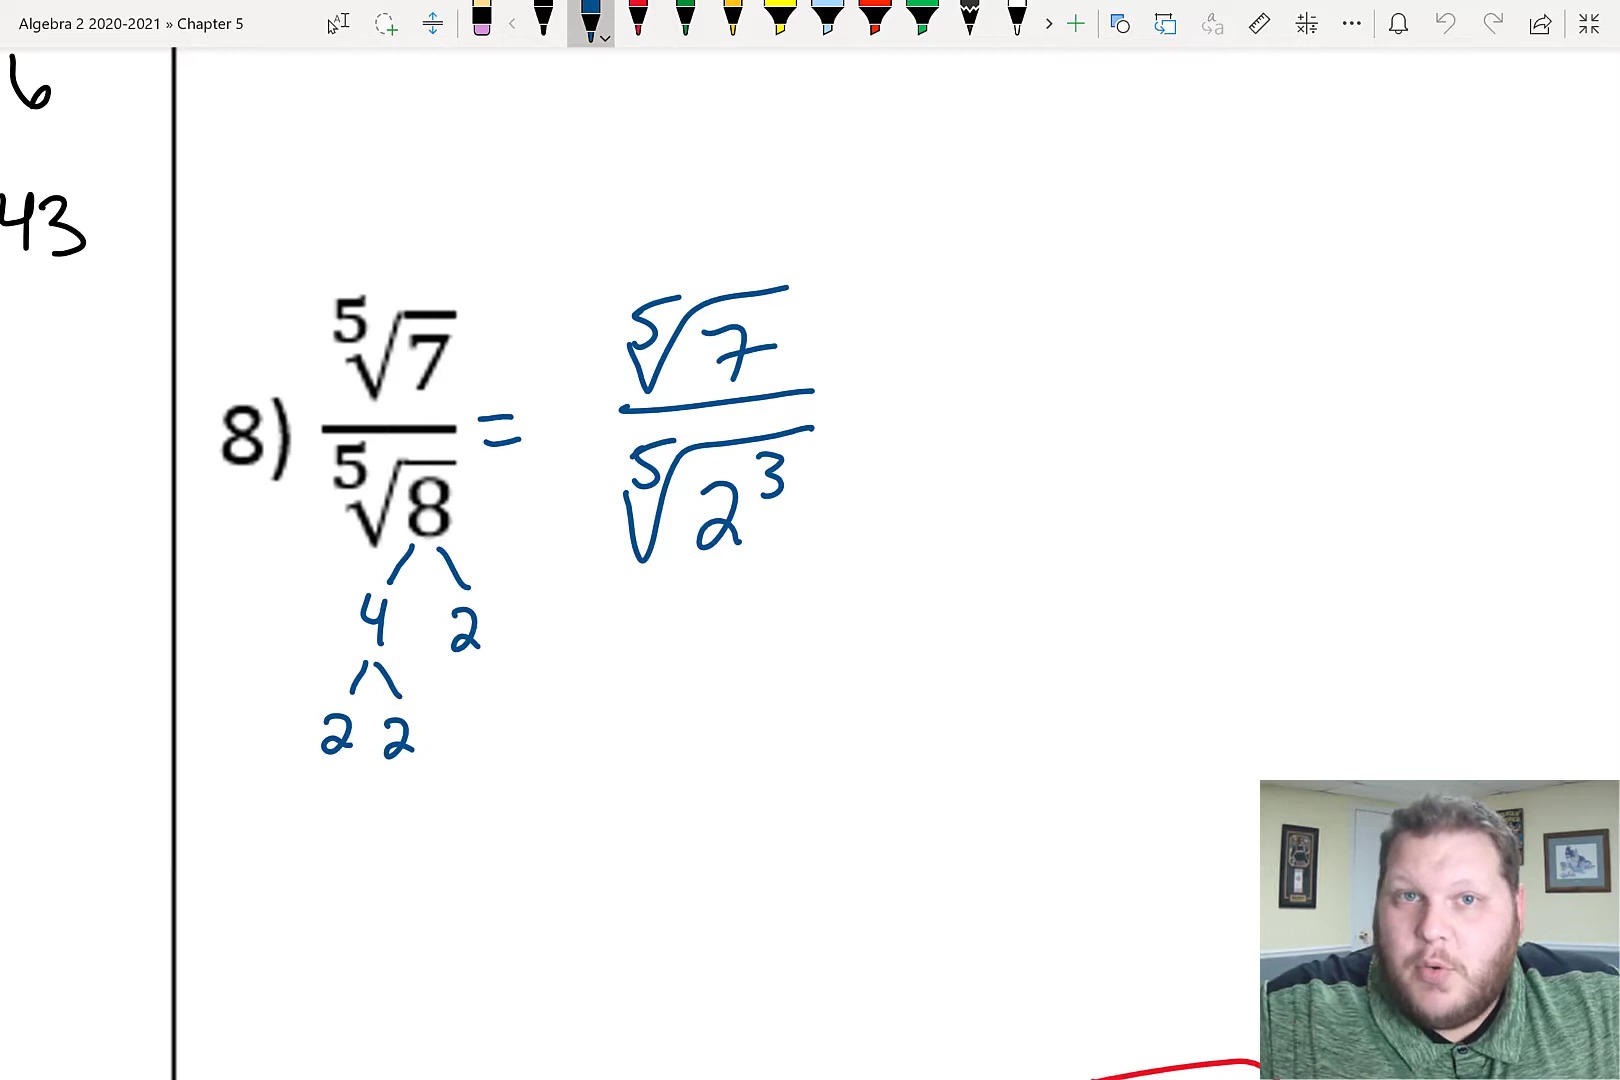 Algebra 2 2020-2021 » Chapter 5
6
43
8) ⁵√7 / ⁵√8 = ⁵√7 / ⁵√2³
4 2
2 2